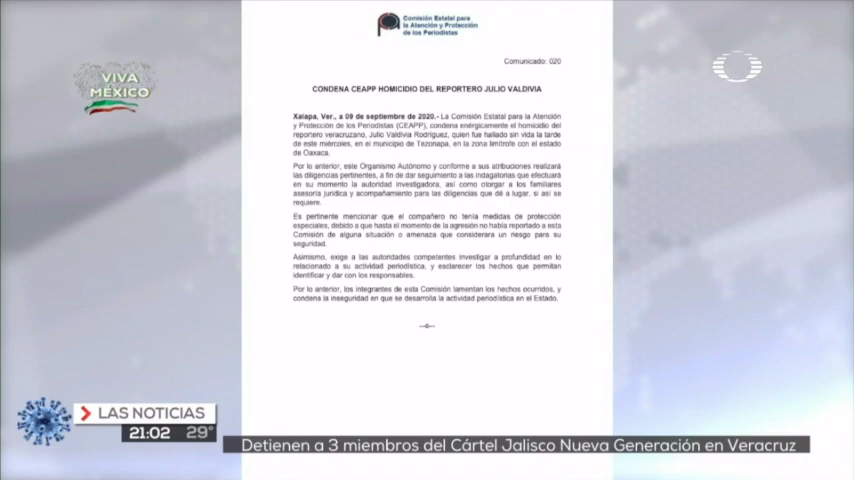 Comisión Estatal para
la Atención y Protección
de los Periodistas
Comunicado: 020
VIVA
MÉXICO
CONDENA CEAPP HOMICIDIO DEL REPORTERO JULIO VALDIVIA
Xalapa, Ver., a 09 de septiembre de 2020.- La Comisión Estatal para la Atención
y Protección de los Periodistas (CEAPP), condena enérgicamente el homicidio del
reportero veracruzano, Julio Valdivia Rodríguez, quien fue hallado sin vida la tarde
de este miércoles, en el municipio de Tezonapa, en la zona limítrofe con el estado
de Oaxaca.
Por lo anterior, este Organismo Autónomo y conforme a sus atribuciones realizará
las diligencias pertinentes, a fin de dar seguimiento a las indagatorias que efectuará
en su momento la autoridad investigadora, así como otorgar a los familiares
asesoría jurídica y acompañamiento para las diligencias que dé a lugar, si así se
requiere.
Es pertinente mencionar que el compañero no tenía medidas de protección
especiales, debido a que hasta el momento de la agresión no había reportado a esta
Comisión de alguna situación o amenaza que considerara un riesgo para su
seguridad.
Asimismo, exige a las autoridades competentes investigar a profundidad en lo
relacionado a su actividad periodística, y esclarecer los hechos que permitan
identificar y dar con los responsables.
Por lo anterior, los integrantes de esta Comisión lamentan los hechos ocurridos, y
condena la inseguridad en que se desarrolla la actividad periodística en el Estado.
---o---
LAS NOTICIAS
21:02 29°
Detienen a 3 miembros del Cártel Jalisco Nueva Generación en Veracruz